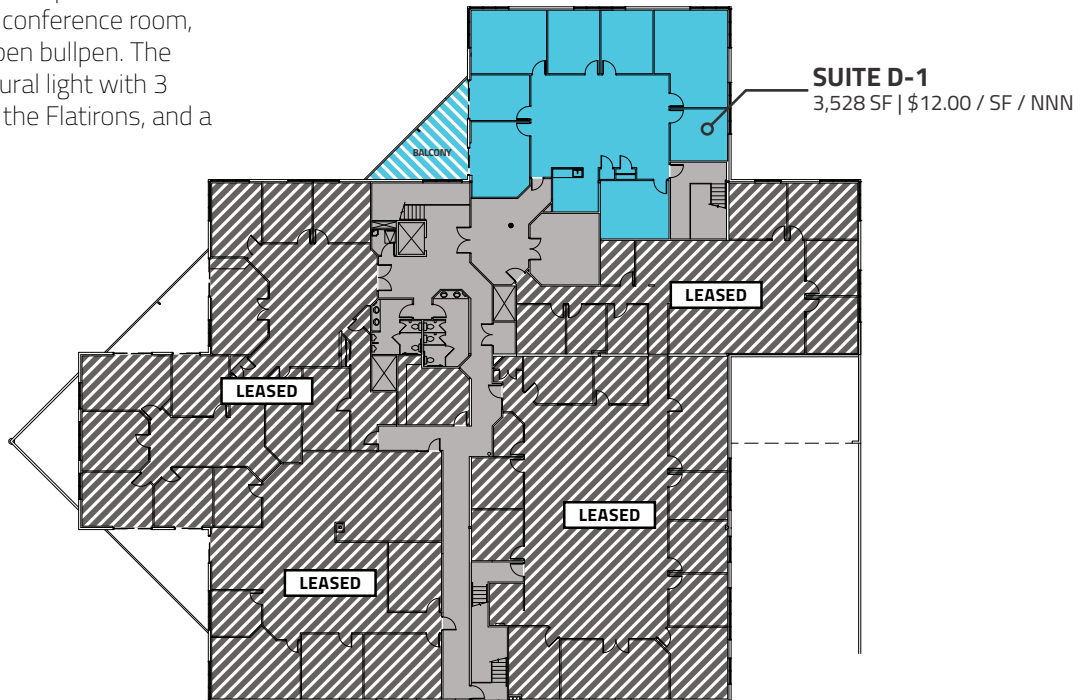 conference room,
pen bullpen. The
ural light with 3
the Flatirons, and a
SUITE D-1
3,528 SF | $12.00 / SF / NNN
BALCONY
LEASED
LEASED
LEASED
LEASED